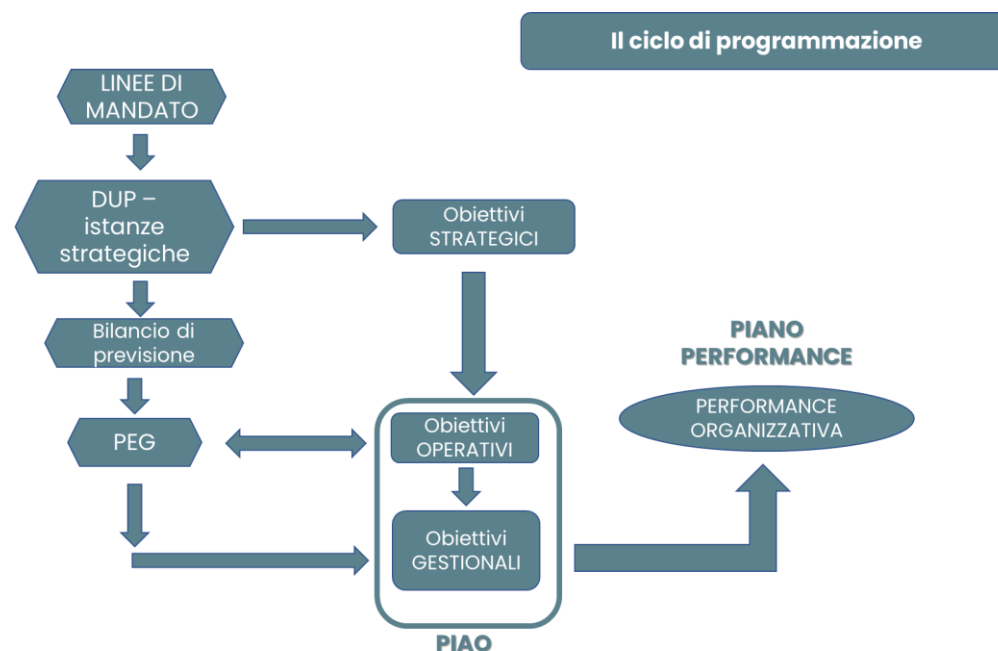 Il ciclo di programmazione
LINEE DI
MANDATO
DUP –
istanze
strategiche
Obiettivi
STRATEGICI
Bilancio di
previsione
PIANO
PERFORMANCE
PERFORMANCE
ORGANIZZATIVA
PEG
Obiettivi
OPERATIVI
Obiettivi
GESTIONALI
PIAO